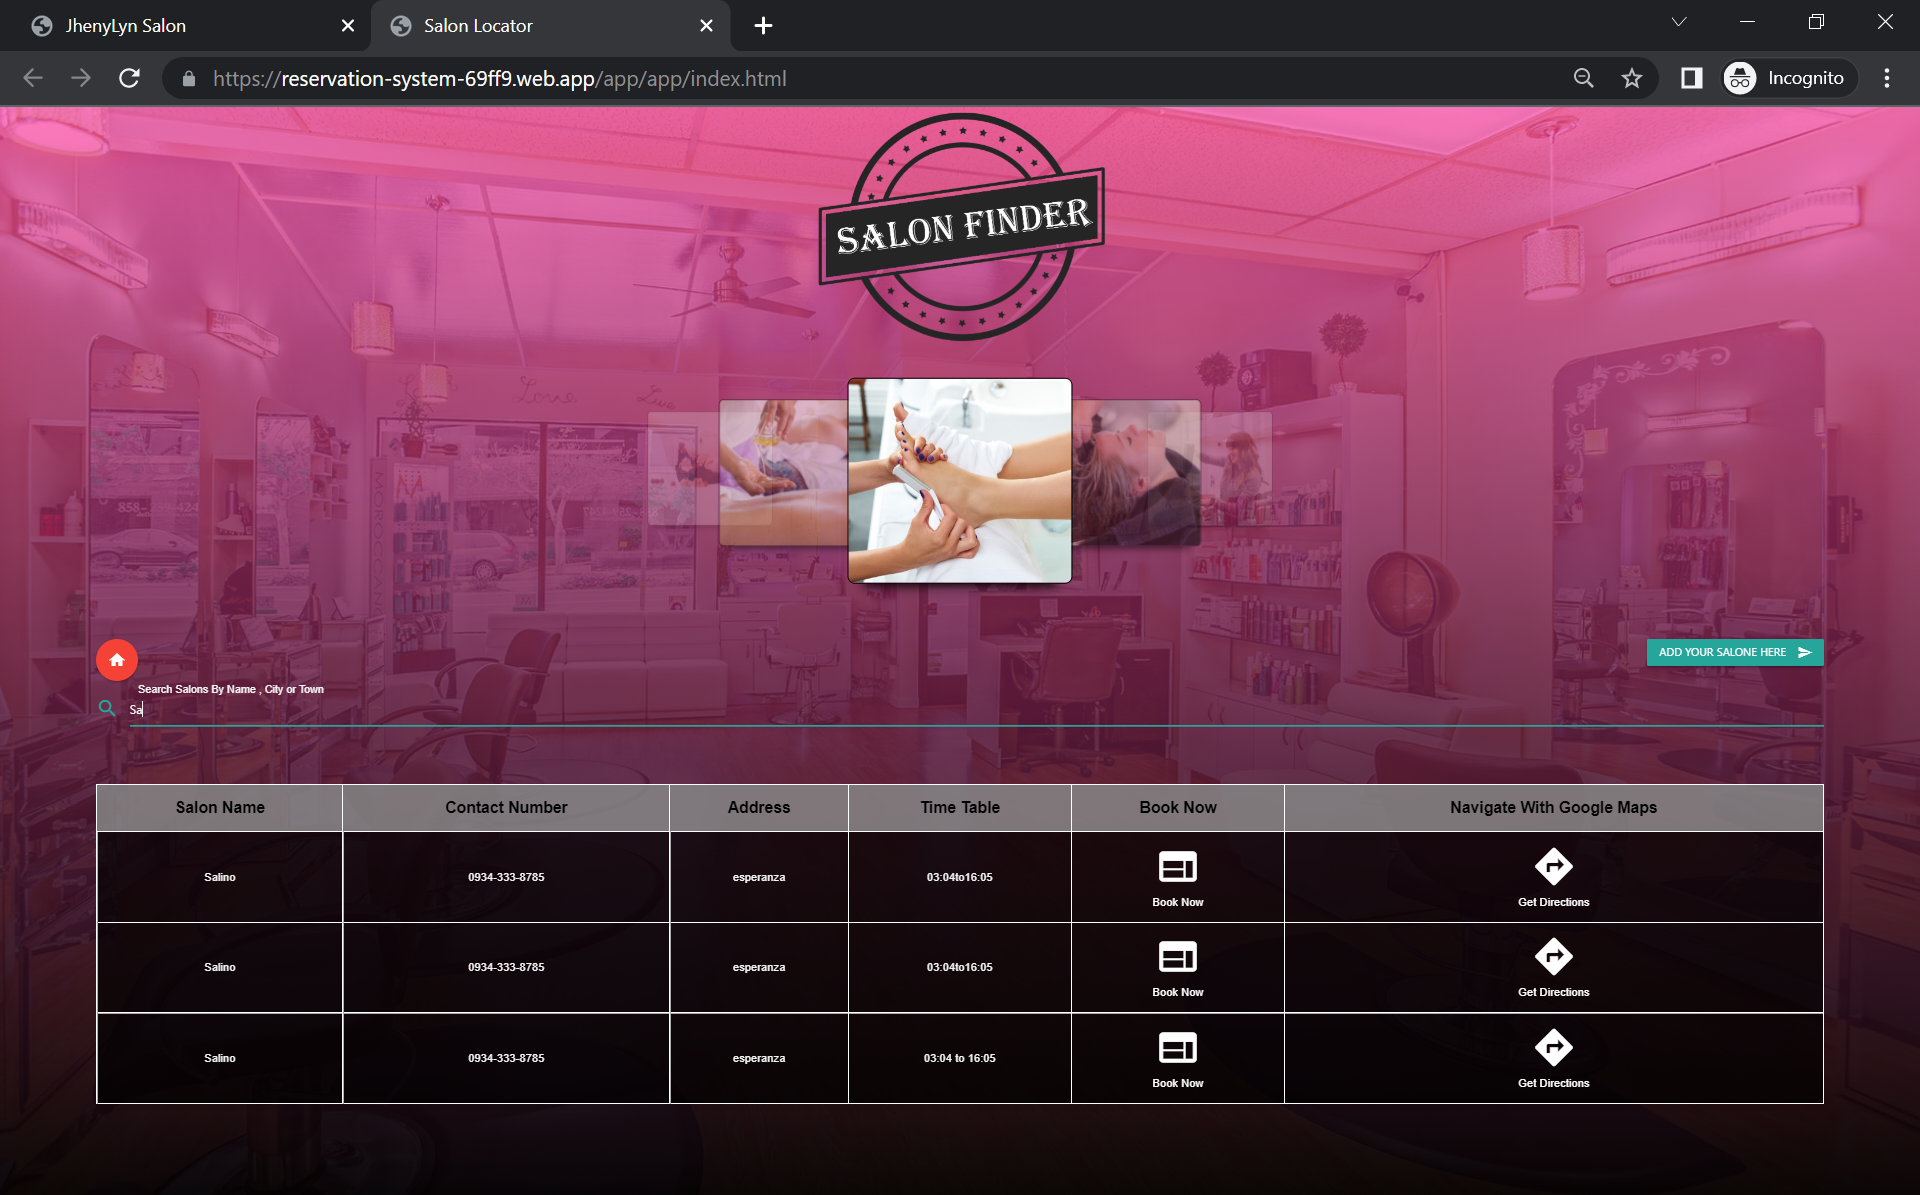 JhenyLyn Salon
Salon Locator
https://reservation-system-69ff9.web.app/app/app/index.html
Incognito
SALON FINDER
Love
Live
ADD YOUR SALONE HERE
Search Salons By Name , City or Town
Sa
Salon Name Contact Number Address Time Table Book Now Navigate With Google Maps
Salino 0934-333-8785 esperanza 03:04to16:05 Book Now Get Directions
Salino 0934-333-8785 esperanza 03:04to16:05 Book Now Get Directions
Salino 0934-333-8785 esperanza 03:04 to 16:05 Book Now Get Directions